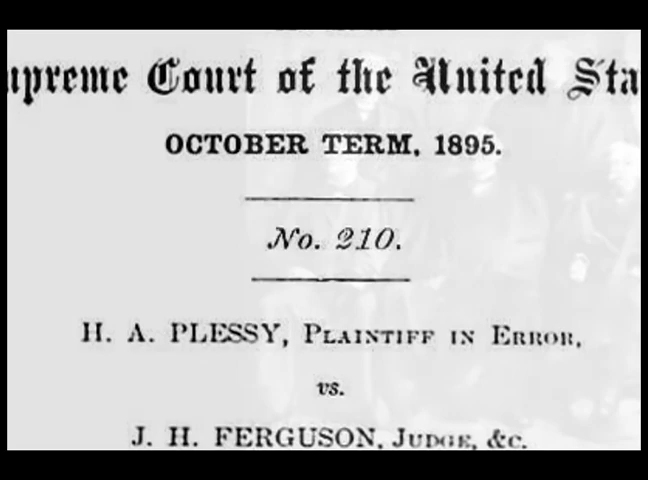 upreme Court of the United Sta
OCTOBER TERM, 1895.
No. 210.
H. A. PLESSY, PLAINTIFF IN ERROR,
vs.
J. H. FERGUSON, JUDGE, &c.